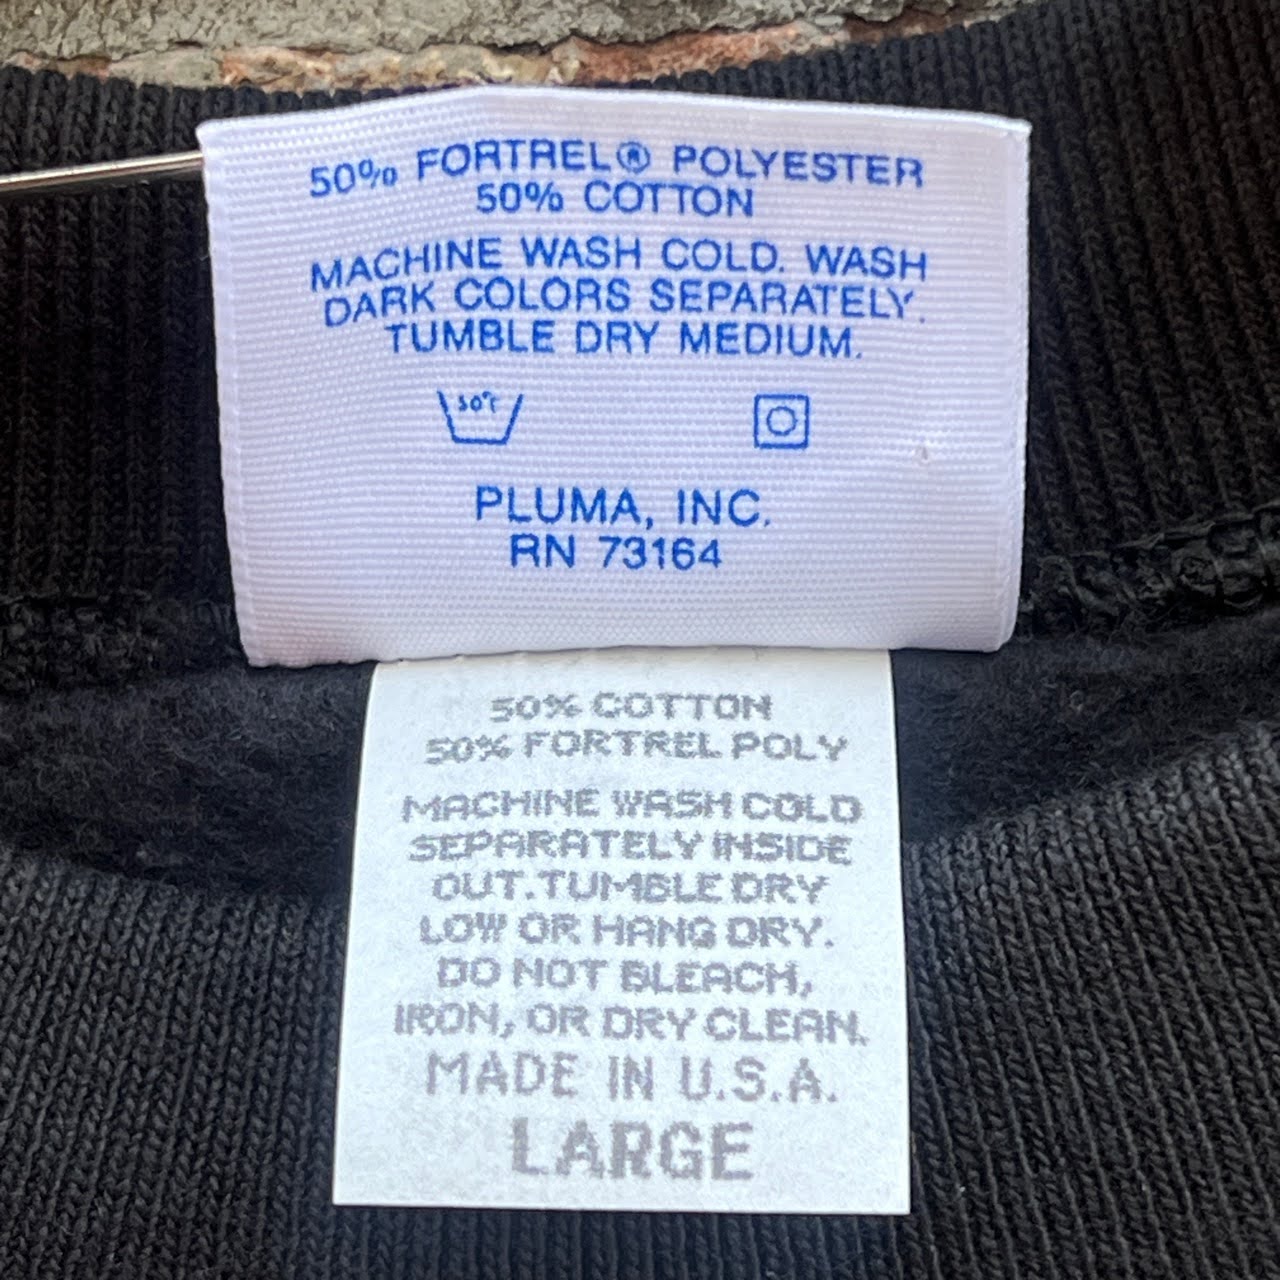 50% FORTREL® POLYESTER
50% COTTON
MACHINE WASH COLD. WASH
DARK COLORS SEPARATELY.
TUMBLE DRY MEDIUM.
PLUMA, INC.
RN 73164
50% COTTON
50% FORTREL POLY
MACHINE WASH COLD
SEPARATELY INSIDE
OUT. TUMBLE DRY
LOW OR HANG DRY.
DO NOT BLEACH,
IRON, OR DRY CLEAN.
MADE IN U.S.A.
LARGE